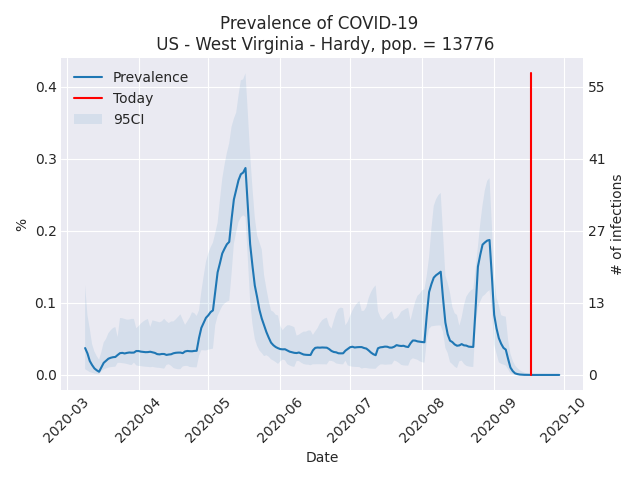 Prevalence of COVID-19
US - West Virginia - Hardy, pop. = 13776
Prevalence
Today
95CI
0.4
0.3
0.2
0.1
0.0
%
55
41
27
13
0
# of infections
2020-03
2020-04
2020-05
2020-06
2020-07
2020-08
2020-09
2020-10
Date